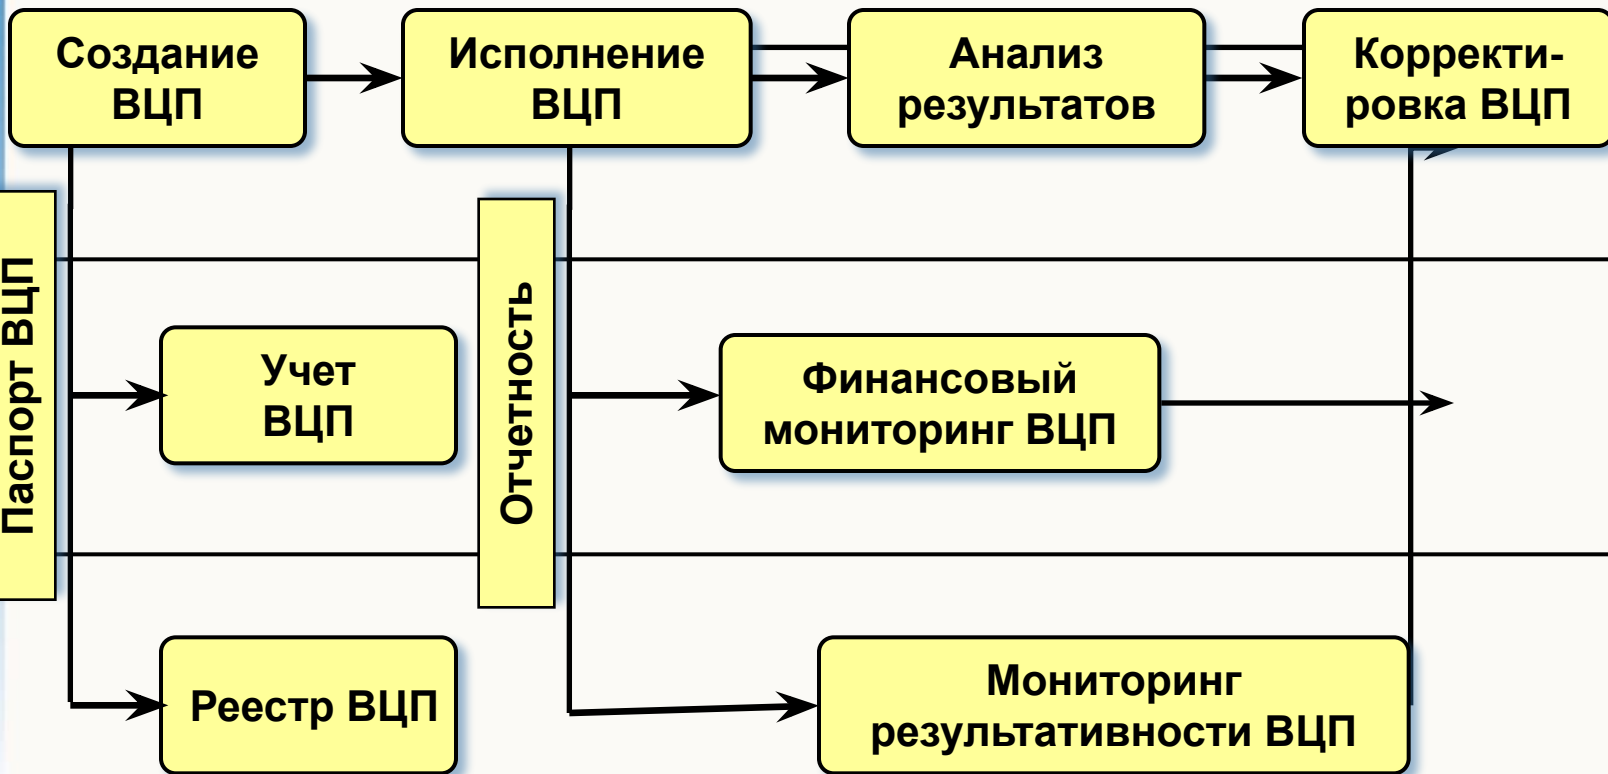 Создание
ВЦП
Исполнение
ВЦП
Анализ
результатов
Корректи-
ровка ВЦП
Паспорт ВЦП
Отчетность
Учет
ВЦП
Финансовый
мониторинг ВЦП
Реестр ВЦП
Мониторинг
результативности ВЦП